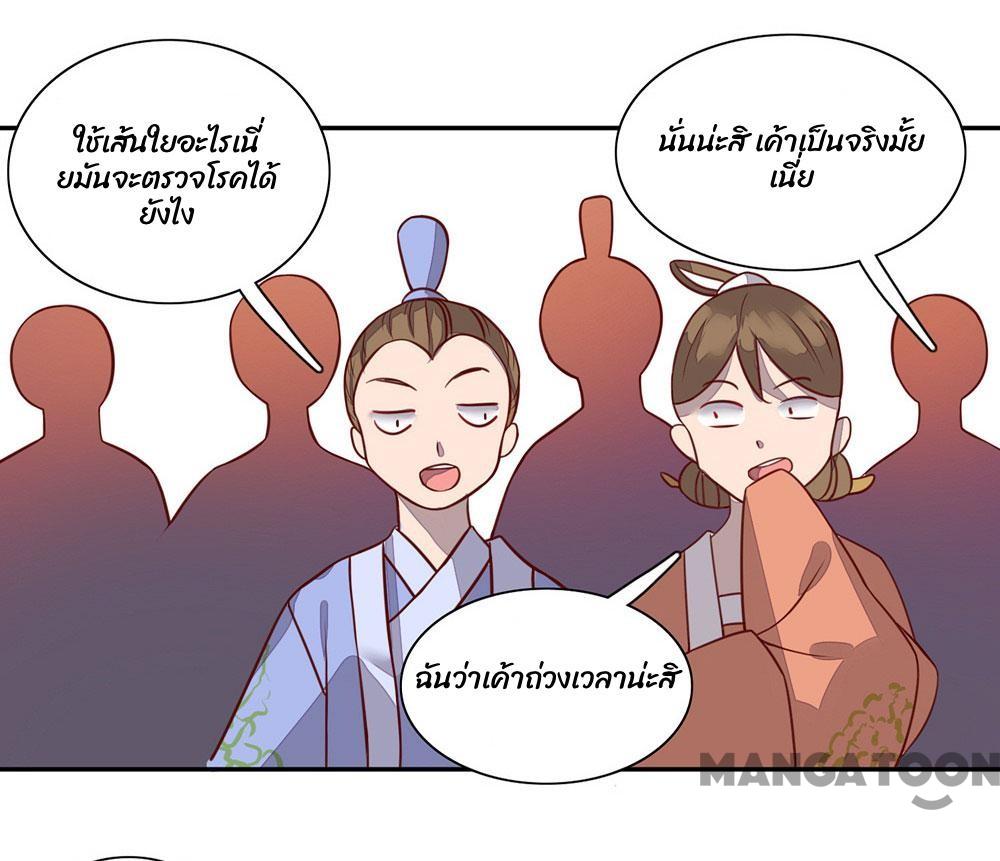 ใช้เส้นใยอะไรเนี่
ยมันจะตรวจโรคได้
ยังไง
นั่นน่ะสิ เค้าเป็นจริงมั้ย
เนี่ย
ฉันว่าเค้าถ่วงเวลาน่ะสิ
MANGATOON